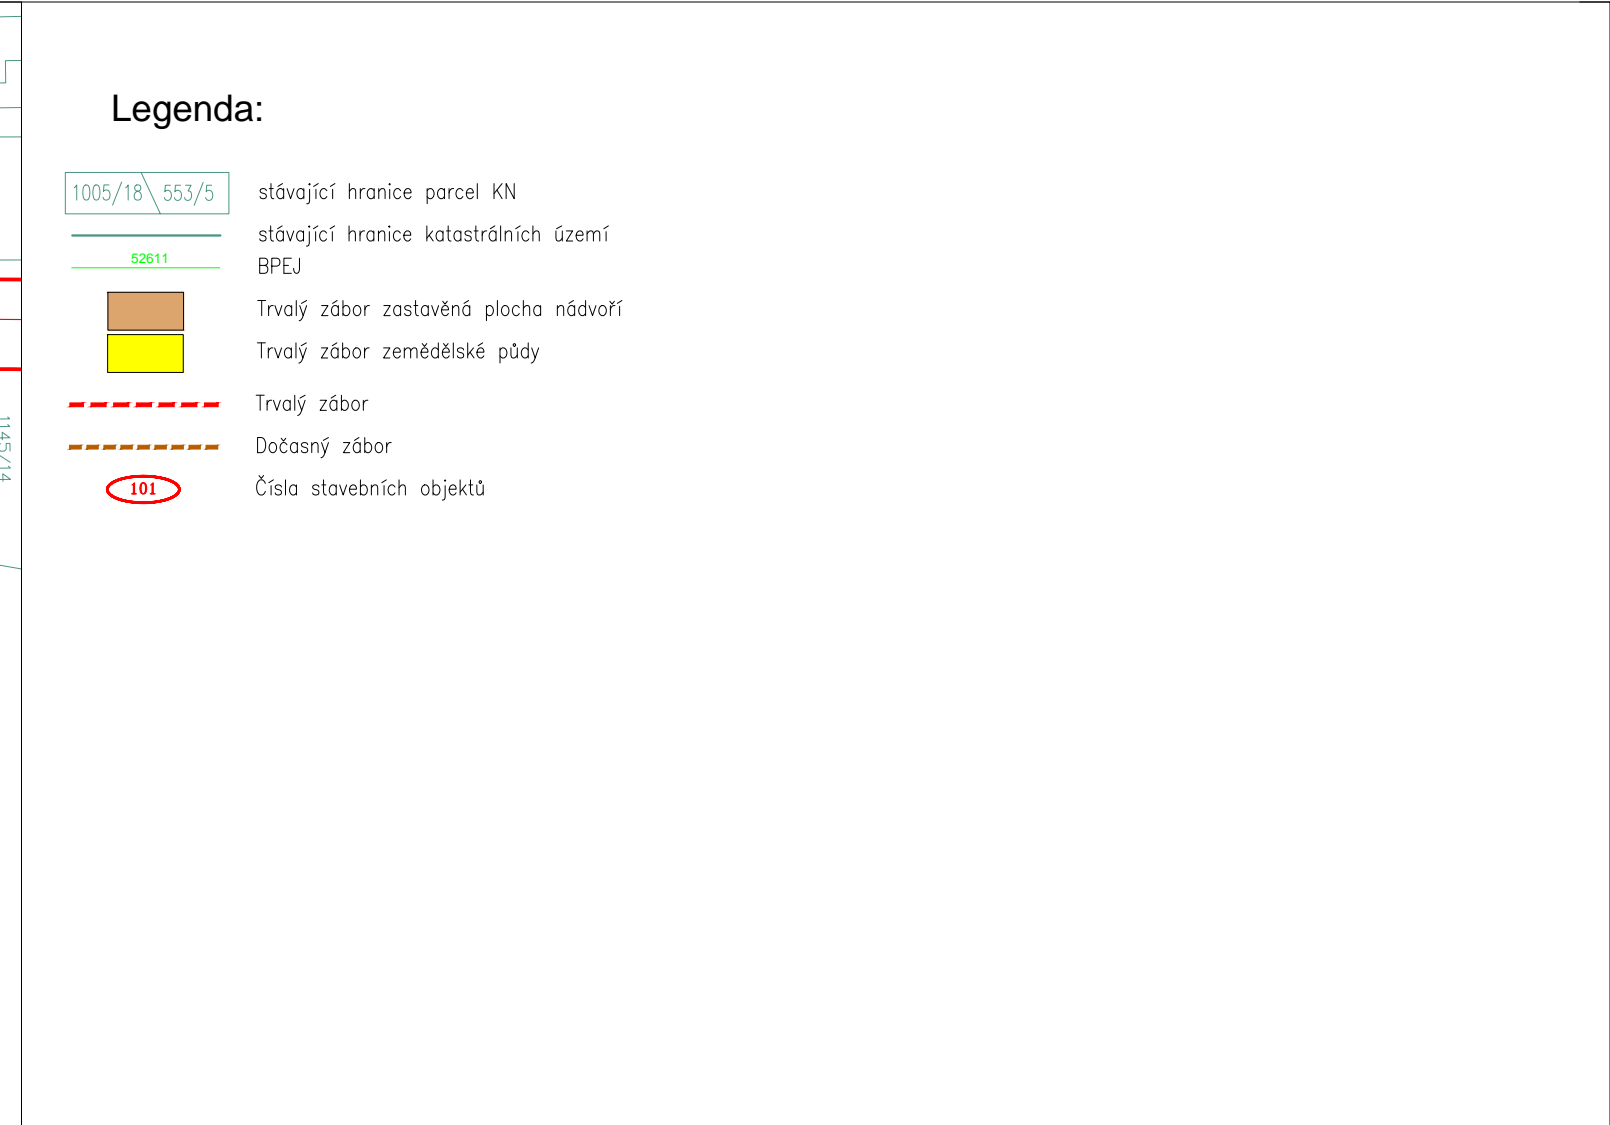 Legenda:
1005/18 553/5 stávající hranice parcel KN
stávající hranice katastrálních území
52611 BPEJ
Trvalý zábor zastavěná plocha nádvoří
Trvalý zábor zemědělské půdy
Trvalý zábor
Dočasný zábor
101 Čísla stavebních objektů
1145/14